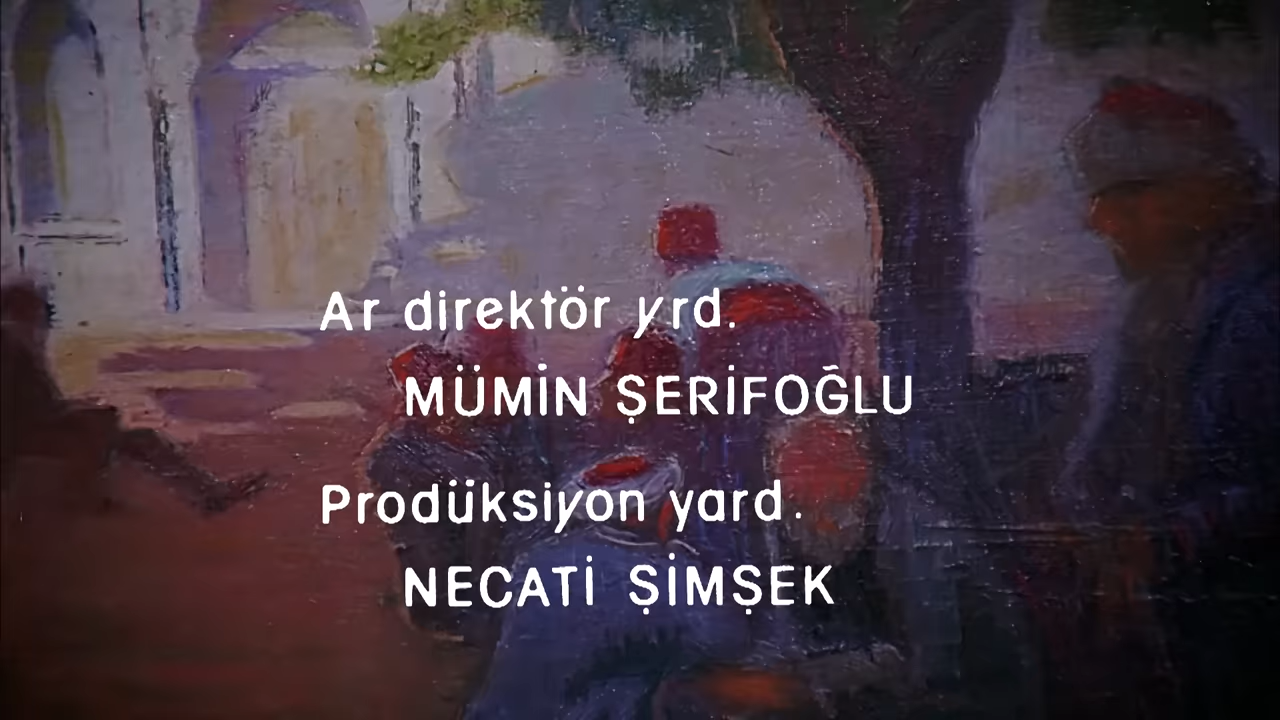 Ar direktör yrd.
MÜMİN ŞERİFOĞLU
Prodüksiyon yard.
NECATİ ŞİMŞEK